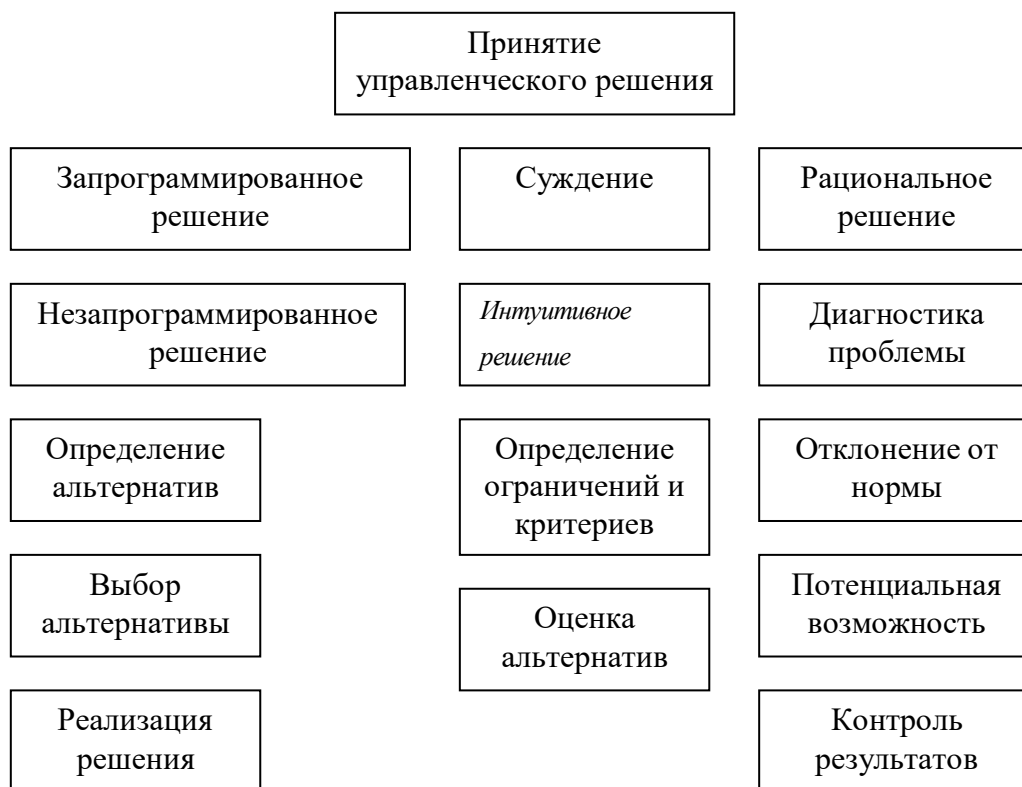 Принятие
управленческого решения
Запрограммированное
решение
Суждение
Рациональное
решение
Незапрограммированное
решение
Интуитивное
решение
Диагностика
проблемы
Определение
альтернатив
Определение
ограничений и
критериев
Отклонение от
нормы
Выбор
альтернативы
Оценка
альтернатив
Потенциальная
возможность
Реализация
решения
Контроль
результатов